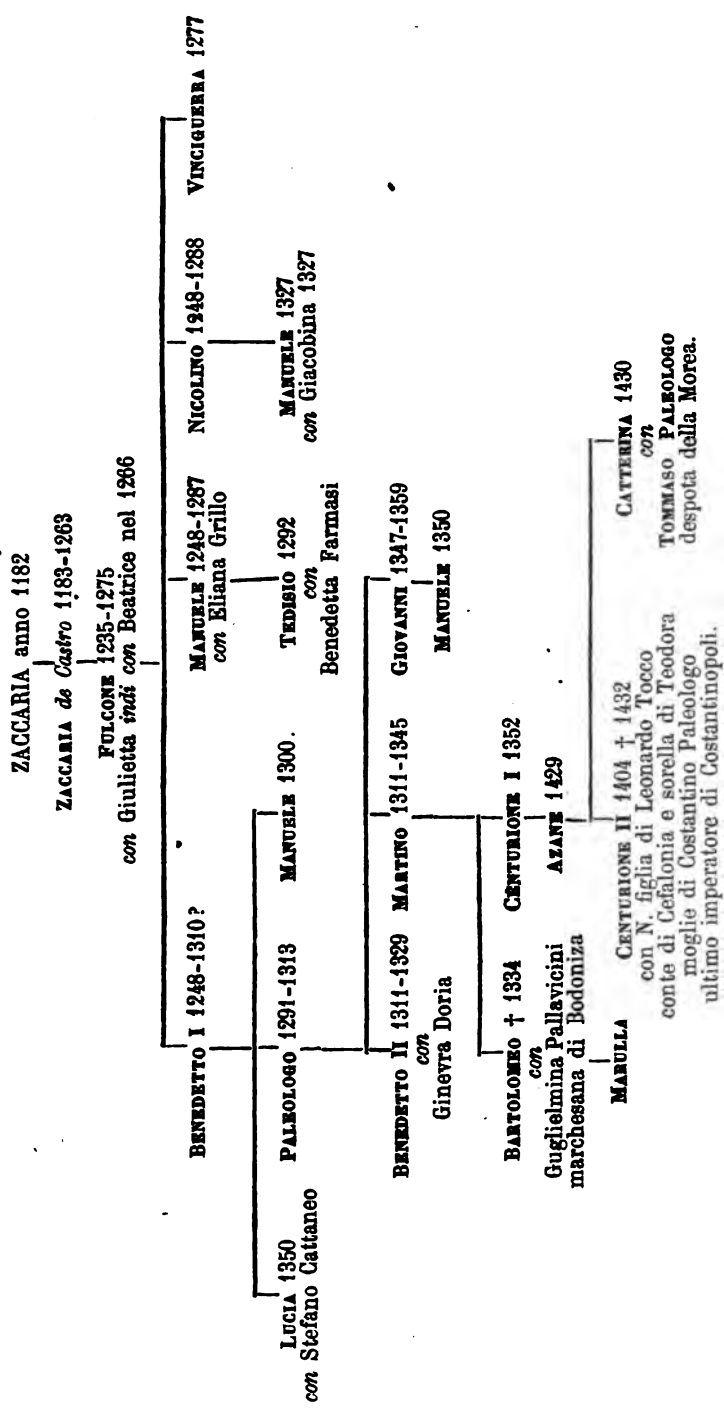 ZACCARIA anno 1182
ZACCARIA de Castro 1183-1263
FULCONE 1235-1275
con Giulietta indi con Beatrice nel 1266
BENEDETTO I 1248-1310?
MANUELE 1248-1287
con Eliana Grillo
NICOLINO 1248-1288
VINCIGUERRA 1277
LUCIA 1350
con Stefano Cattaneo
PALEOLOGO 1291-1313
MANUELE 1300.
TEDISIO 1292
con
Benedetta Farmasi
MANUELE 1327
con Giacobina 1327
BENEDETTO II 1311-1329
con
Ginevra Doria
MARTINO 1311-1345
GIOVANNI 1347-1359
MANUELE 1350
BARTOLOMEO † 1334
con
Guglielmina Pallavicini
marchesana di Bodoniza
CENTURIONE I 1352
AZANE 1429
MARULLA
CENTURIONE II 1404 † 1432
con N. figlia di Leonardo Tocco
conte di Cefalonia e sorella di Teodora
moglie di Costantino Paleologo
ultimo imperatore di Costantinopoli.
CATTERINA 1430
con
TOMMASO PALEOLOGO
despota della Morea.